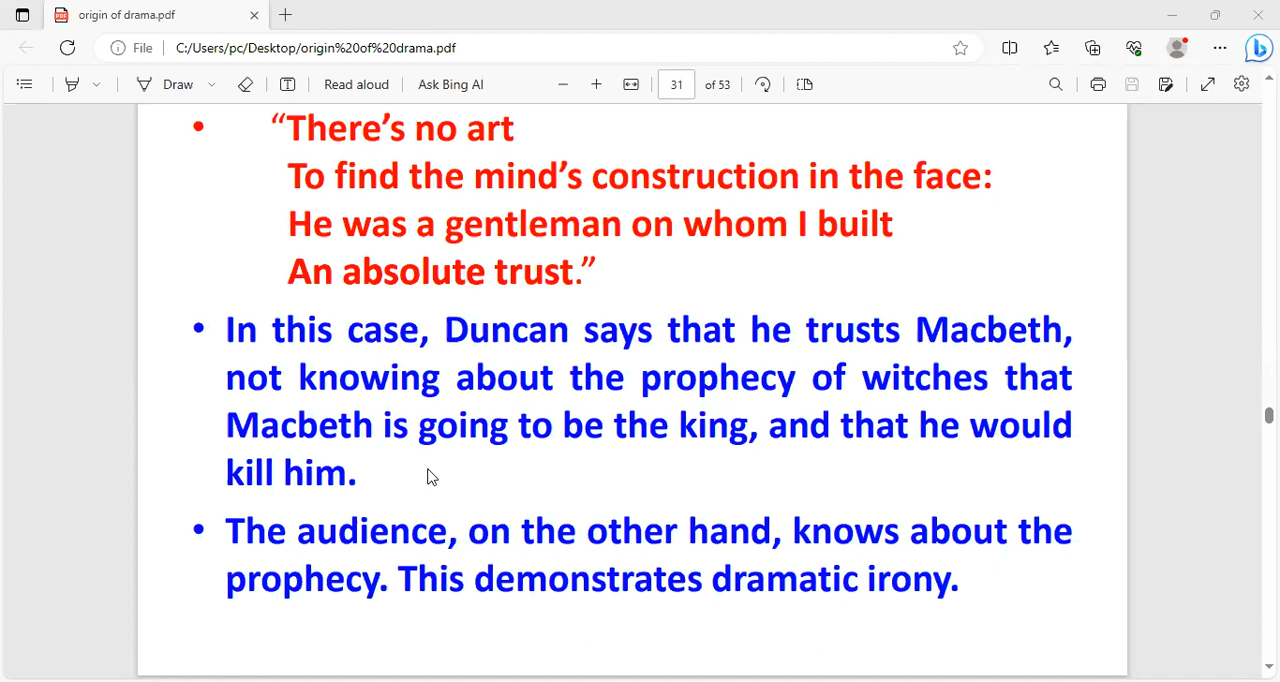 origin of drama.pdf
File
C:/Users/pc/Desktop/origin%20of%20drama.pdf
Draw
Read aloud
Ask Bing AI
31
of 53
• “There’s no art
To find the mind’s construction in the face:
He was a gentleman on whom I built
An absolute trust.”
• In this case, Duncan says that he trusts Macbeth,
not knowing about the prophecy of witches that
Macbeth is going to be the king, and that he would
kill him.
• The audience, on the other hand, knows about the
prophecy. This demonstrates dramatic irony.